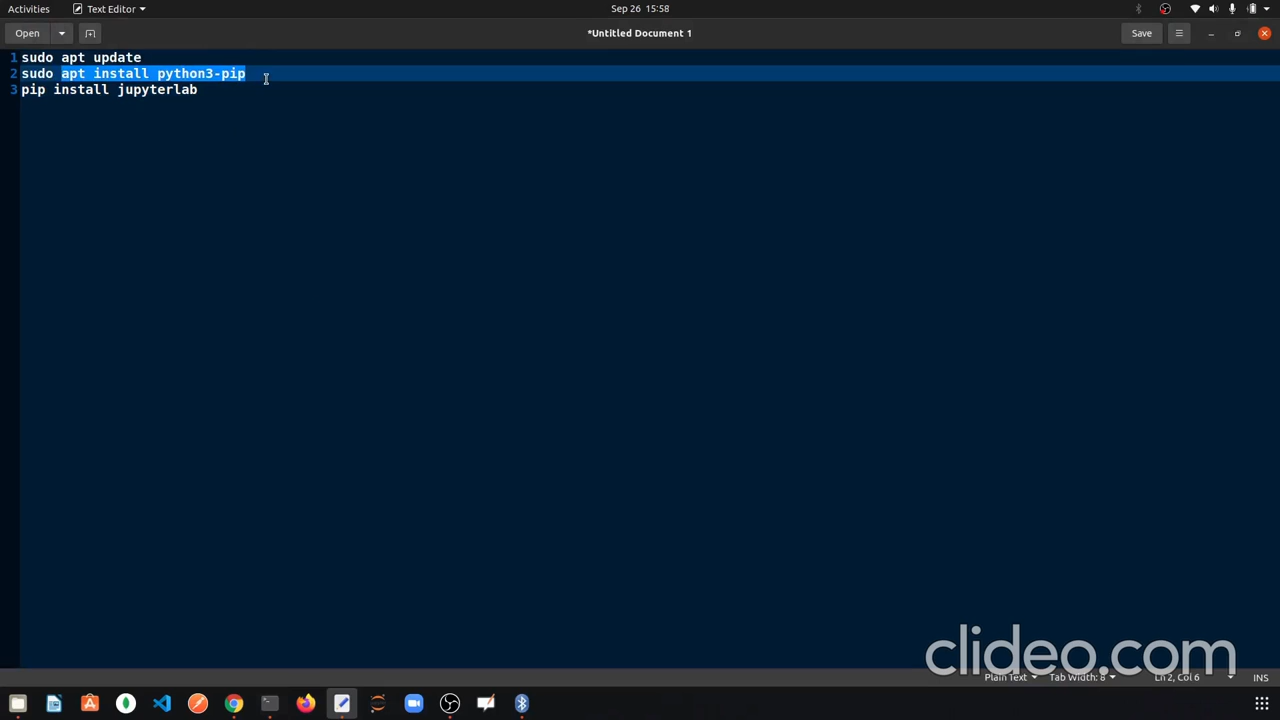 Activities
Text Editor
Sep 26 15:58
Open
*Untitled Document 1
Save
1 sudo apt update
2 sudo apt install python3-pip
3 pip install jupyterlab
clideo.com
Plain Text
Tab Width: 8
Ln 2, Col 6
INS